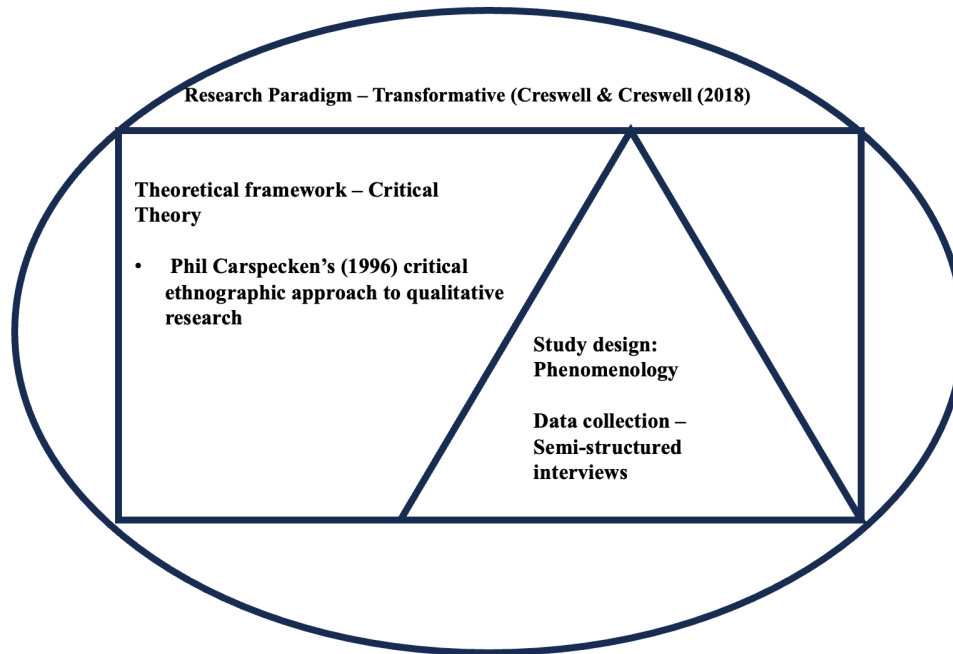 Research Paradigm – Transformative (Creswell & Creswell (2018)
Theoretical framework – Critical
Theory
• Phil Carspecken’s (1996) critical
ethnographic approach to qualitative
research
Study design:
Phenomenology
Data collection –
Semi-structured
interviews